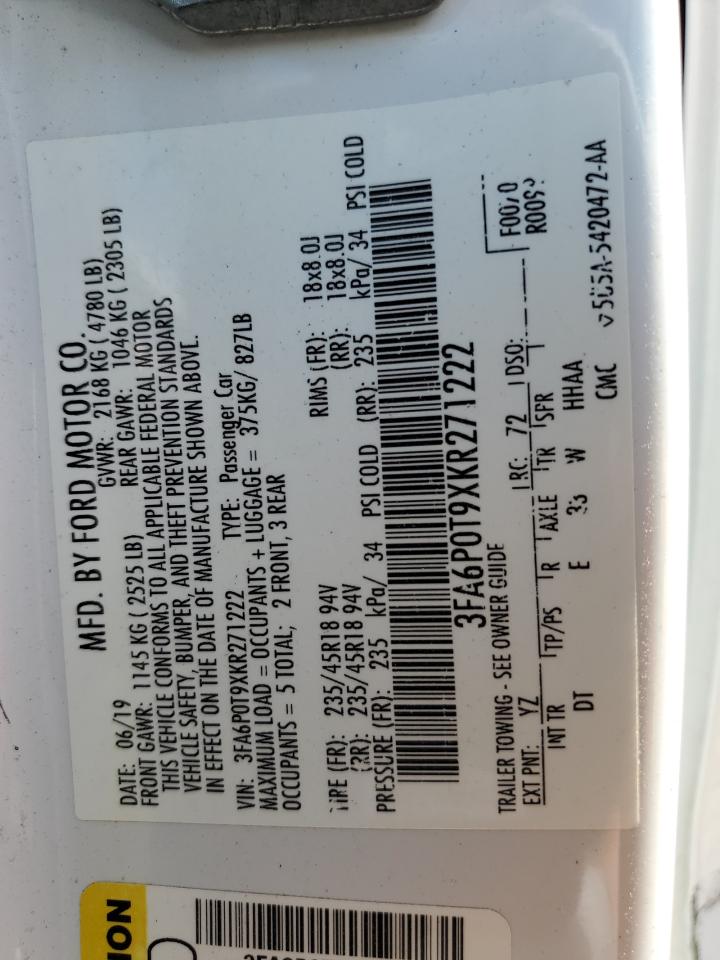 MFD. BY FORD MOTOR CO.
DATE: 06/19 GVWR: 2168 KG ( 4780 LB)
FRONT GAWR: 1145 KG ( 2525 LB) REAR GAWR: 1046 KG ( 2305 LB)
THIS VEHICLE CONFORMS TO ALL APPLICABLE FEDERAL MOTOR
VEHICLE SAFETY, BUMPER, AND THEFT PREVENTION STANDARDS
IN EFFECT ON THE DATE OF MANUFACTURE SHOWN ABOVE.
VIN: 3FA6P0T9XKR271222 TYPE: Passenger Car
MAXIMUM LOAD = OCCUPANTS + LUGGAGE = 375KG/ 827LB
OCCUPANTS = 5 TOTAL; 2 FRONT, 3 REAR
TIRE (FR): 235/45R18 94V RIMS (FR): 18x8.0J
(RR): 235/45R18 94V (RR): 18x8.0J
PRESSURE (FR): 235 kPa/ 34 PSI COLD (RR): 235 kPa/ 34 PSI COLD
3FA6P0T9XKR271222
TRAILER TOWING - SEE OWNER GUIDE
EXT PNT: YZ RC: 72 DSO:
INT TR TP/PS R AXLE TR SPR
DT E W HHAA
CMC
ION